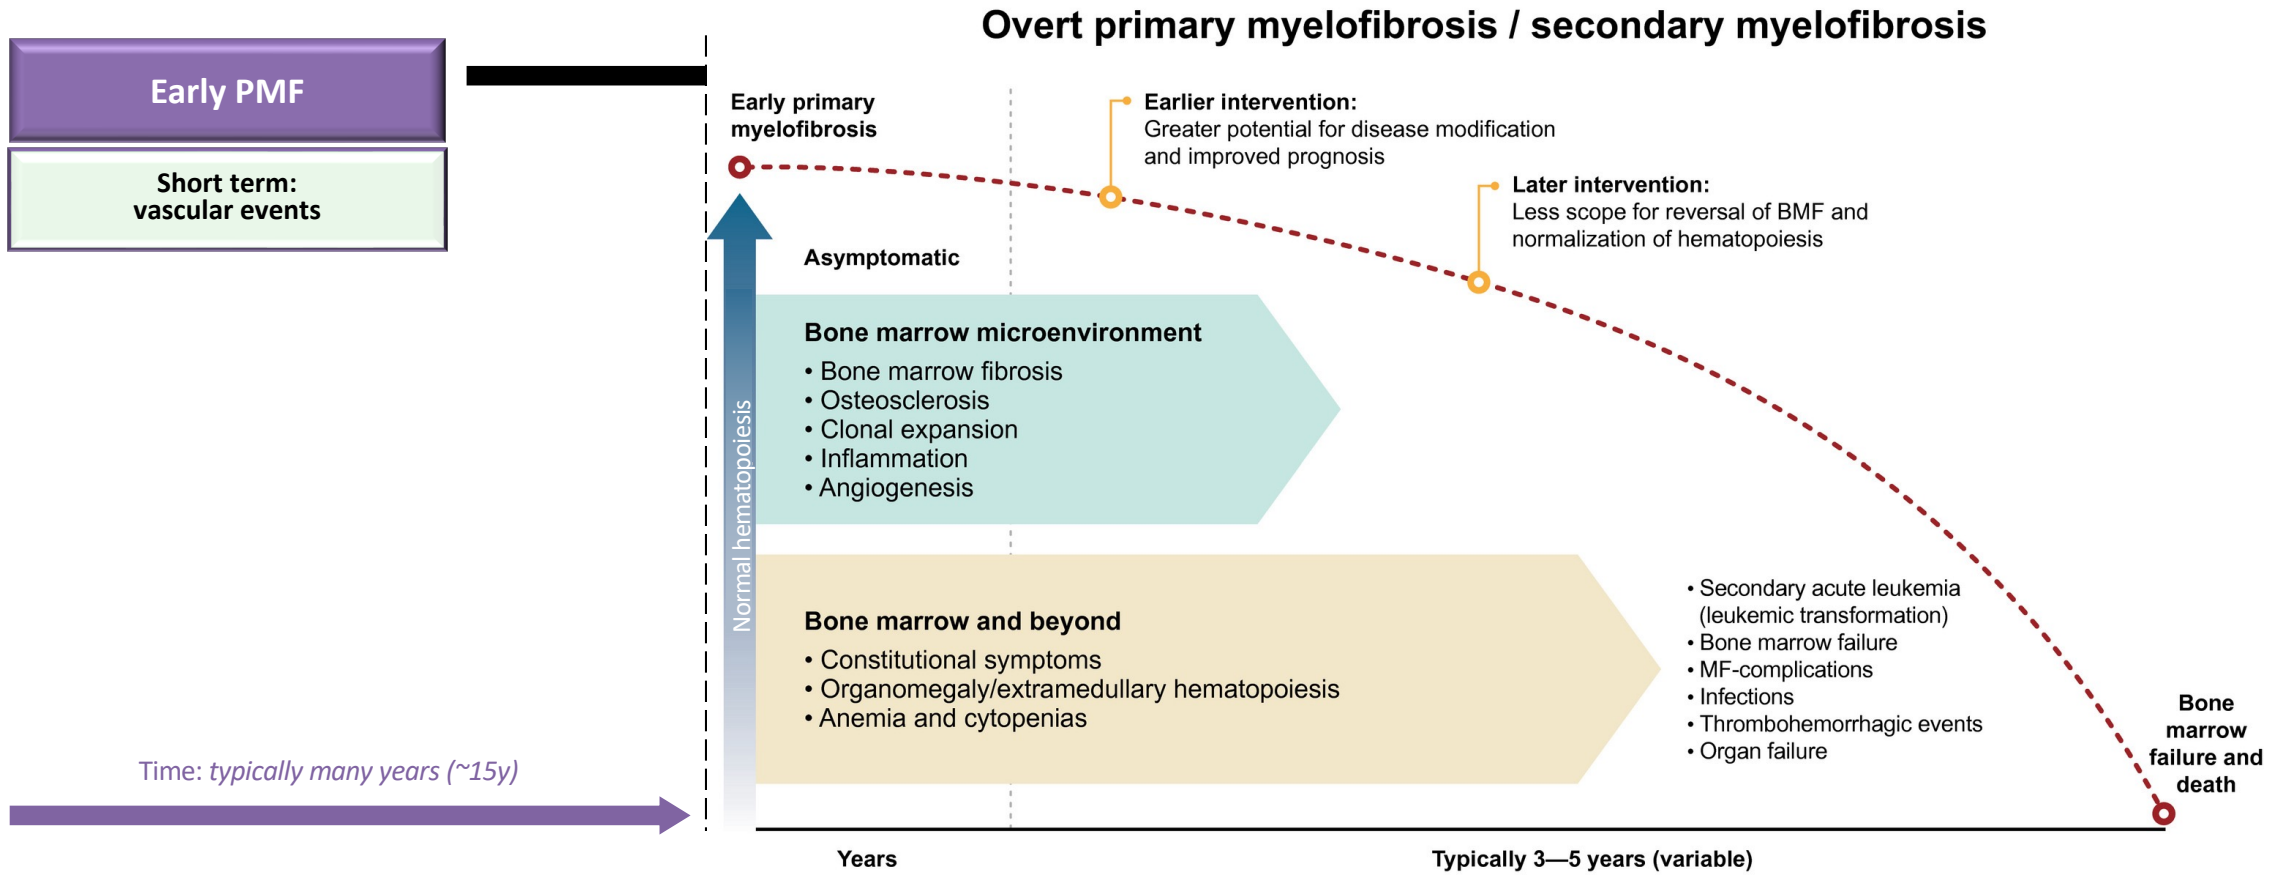 Overt primary myelofibrosis / secondary myelofibrosis
Early PMF
Short term:
vascular events
Time: typically many years (~15y)
Early primary
myelofibrosis
Earlier intervention:
Greater potential for disease modification
and improved prognosis
Later intervention:
Less scope for reversal of BMF and
normalization of hematopoiesis
Asymptomatic
Normal hematopoiesis
Bone marrow microenvironment
• Bone marrow fibrosis
• Osteosclerosis
• Clonal expansion
• Inflammation
• Angiogenesis
Bone marrow and beyond
• Constitutional symptoms
• Organomegaly/extramedullary hematopoiesis
• Anemia and cytopenias
• Secondary acute leukemia
(leukemic transformation)
• Bone marrow failure
• MF-complications
• Infections
• Thrombohemorrhagic events
• Organ failure
Bone
marrow
failure and
death
Years
Typically 3—5 years (variable)